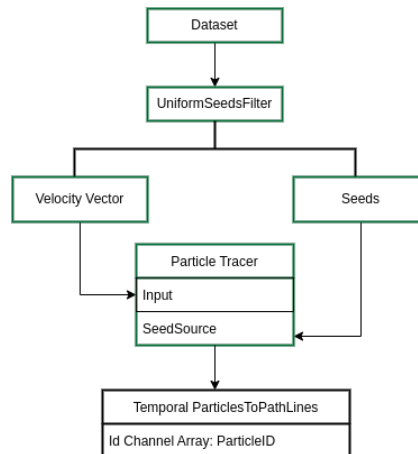 Dataset
UniformSeedsFilter
Velocity Vector
Seeds
Particle Tracer
Input
SeedSource
Temporal ParticlesToPathLines
Id Channel Array: ParticleID